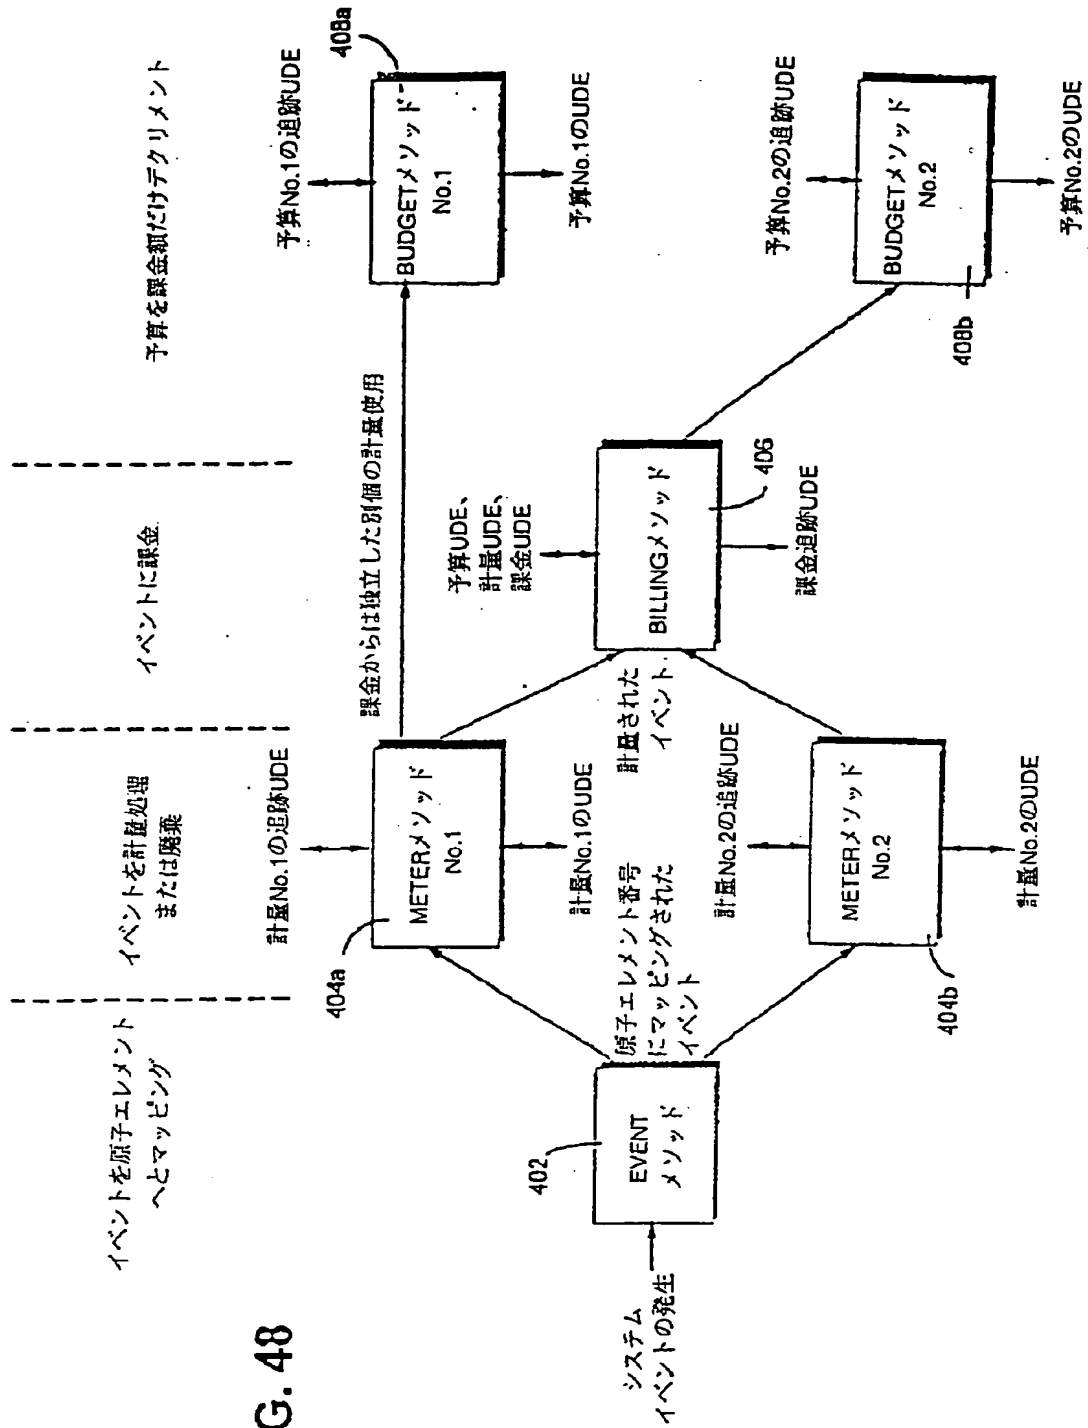 G. 48
イベントを原子エレメント
へとマッピング
イベントを計量処理
または廃棄
イベントに課金
予算を課金額だけデクリメント
システム
イベントの発生
402
EVENT
メソッド
原子エレメント番号
にマッピングされた
イベント
404a
計量No.1の追跡UDE
METERメソッド
No.1
計量No.1のUDE
計量No.2の追跡UDE
METERメソッド
No.2
404b
計量No.2のUDE
計量された
イベント
課金からは独立した別個の計量使用
予算UDE、
計量UDE、
課金UDE
BILLINGメソッド
406
課金追跡UDE
予算No.1の追跡UDE
408a
BUDGETメソッド
No.1
予算No.1のUDE
予算No.2の追跡UDE
BUDGETメソッド
No.2
408b
予算No.2のUDE